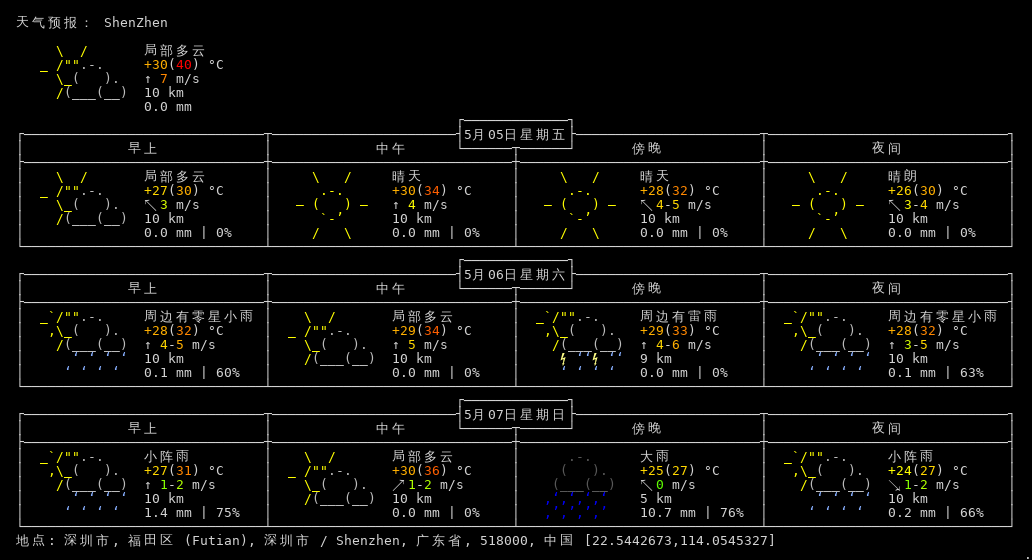 天气预报： ShenZhen
局部多云
+30(40) °C
↑ 7 m/s
10 km
0.0 mm
5月05日星期五
早上 中午 傍晚 夜间
局部多云 晴天 晴天 晴朗
+27(30) °C +30(34) °C +28(32) °C +26(30) °C
↖ 3 m/s ↑ 4 m/s ↖ 4-5 m/s ↖ 3-4 m/s
10 km 10 km 10 km 10 km
0.0 mm | 0% 0.0 mm | 0% 0.0 mm | 0% 0.0 mm | 0%
5月06日星期六
早上 中午 傍晚 夜间
周边有零星小雨 局部多云 周边有雷雨 周边有零星小雨
+28(32) °C +29(34) °C +29(33) °C +28(32) °C
↑ 4-5 m/s ↑ 5 m/s ↑ 4-6 m/s ↑ 3-5 m/s
10 km 10 km 9 km 10 km
0.1 mm | 60% 0.0 mm | 0% 0.0 mm | 0% 0.1 mm | 63%
5月07日星期日
早上 中午 傍晚 夜间
小阵雨 局部多云 大雨 小阵雨
+27(31) °C +30(36) °C +25(27) °C +24(27) °C
↑ 1-2 m/s ↗ 1-2 m/s ↖ 0 m/s ↘ 1-2 m/s
10 km 10 km 5 km 10 km
1.4 mm | 75% 0.0 mm | 0% 10.7 mm | 76% 0.2 mm | 66%
地点: 深圳市, 福田区 (Futian), 深圳市 / Shenzhen, 广东省, 518000, 中国 [22.5442673,114.0545327]